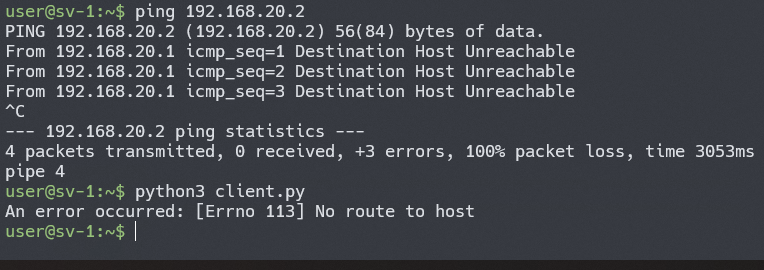 user@sv-1:~$ ping 192.168.20.2
PING 192.168.20.2 (192.168.20.2) 56(84) bytes of data.
From 192.168.20.1 icmp_seq=1 Destination Host Unreachable
From 192.168.20.1 icmp_seq=2 Destination Host Unreachable
From 192.168.20.1 icmp_seq=3 Destination Host Unreachable
^C
--- 192.168.20.2 ping statistics ---
4 packets transmitted, 0 received, +3 errors, 100% packet loss, time 3053ms
pipe 4
user@sv-1:~$ python3 client.py
An error occurred: [Errno 113] No route to host
user@sv-1:~$